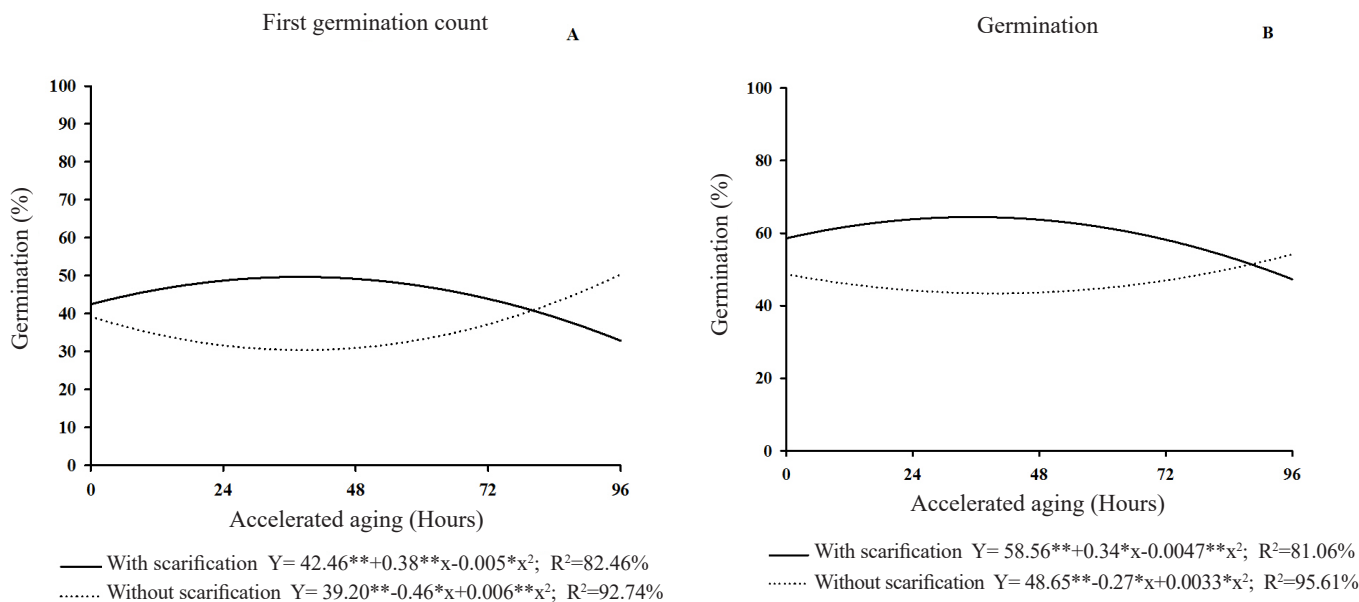 First germination count
A
Germination (%)
100
90
80
70
60
50
40
30
20
10
0
0 24 48 72 96
Accelerated aging (Hours)
With scarification Y= 42.46**+0.38**x-0.005*x²; R²=82.46%
Without scarification Y= 39.20**-0.46*x+0.006**x²; R²=92.74%
Germination
B
Germination (%)
100
80
60
40
20
0
0 24 48 72 96
Accelerated aging (Hours)
With scarification Y= 58.56**+0.34*x-0.0047**x²; R²=81.06%
Without scarification Y= 48.65**-0.27*x+0.0033*x²; R²=95.61%